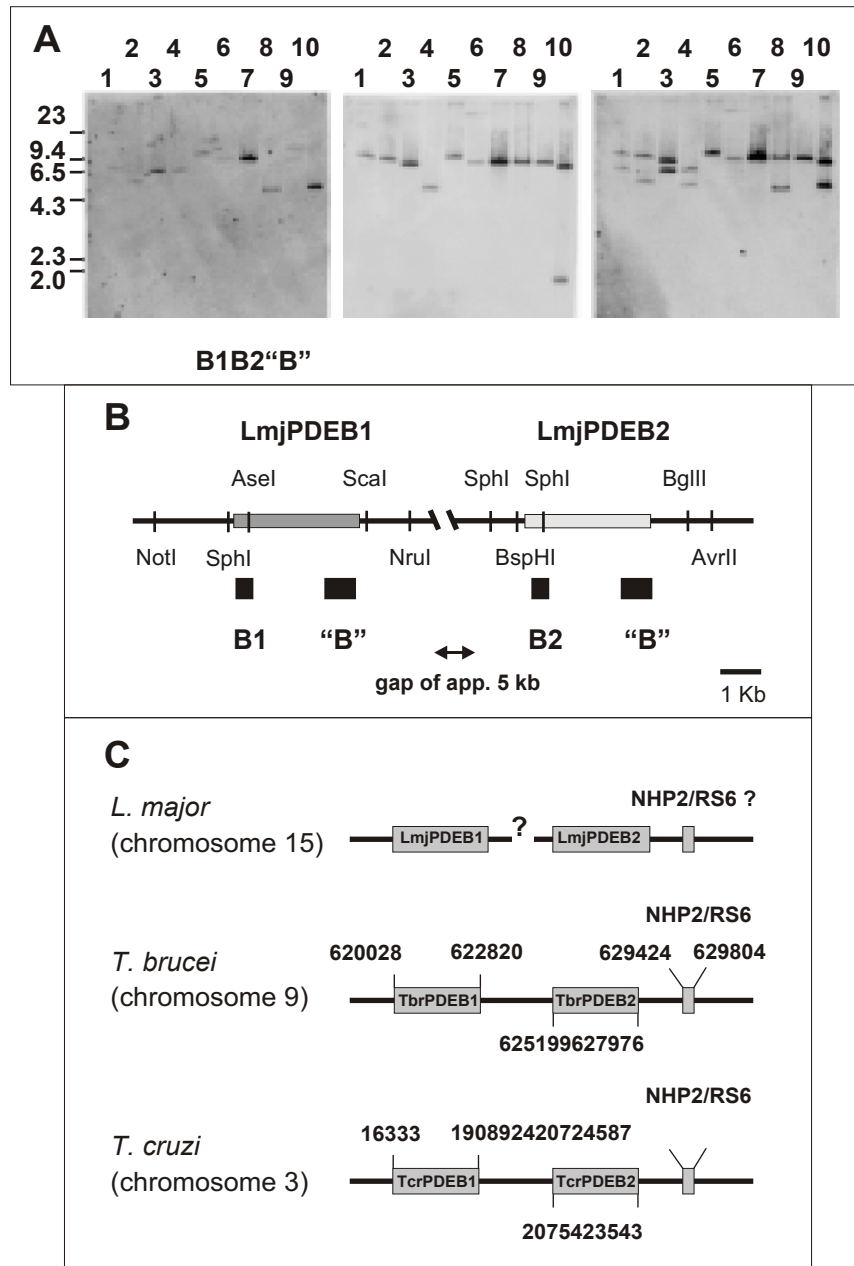 A
2 4 6 8 10
1 3 5 7 9
2 4 6 8 10
1 3 5 7 9
2 4 6 8 10
1 3 5 7 9
23
9.4
6.5
4.3
2.3
2.0
B1B2“B”
B
LmjPDEB1 LmjPDEB2
AseI ScaI SphI SphI BglII
NotI SphI NruI BspHI AvrII
B1 “B” B2 “B”
gap of app. 5 kb
1 Kb
C
L. major
(chromosome 15)
NHP2/RS6 ?
LmjPDEB1 ? LmjPDEB2
T. brucei
(chromosome 9)
NHP2/RS6
620028 622820 629424 629804
TbrPDEB1 TbrPDEB2
625199627976
T. cruzi
(chromosome 3)
NHP2/RS6
16333 190892420724587
TcrPDEB1 TcrPDEB2
2075423543